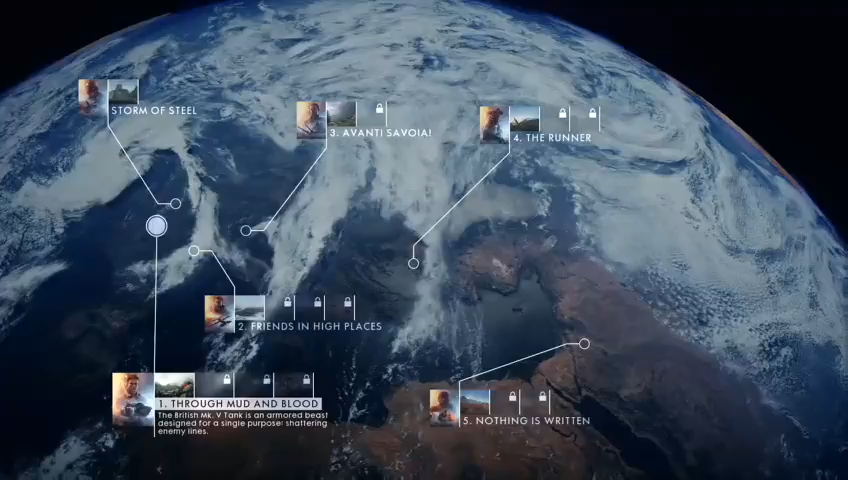 STORM OF STEEL
3. AVANTI SAVOIA!
4. THE RUNNER
2. FRIENDS IN HIGH PLACES
1. THROUGH MUD AND BLOOD
The British Mk. V Tank is an armored beast
designed for a single purpose: shattering
enemy lines.
5. NOTHING IS WRITTEN